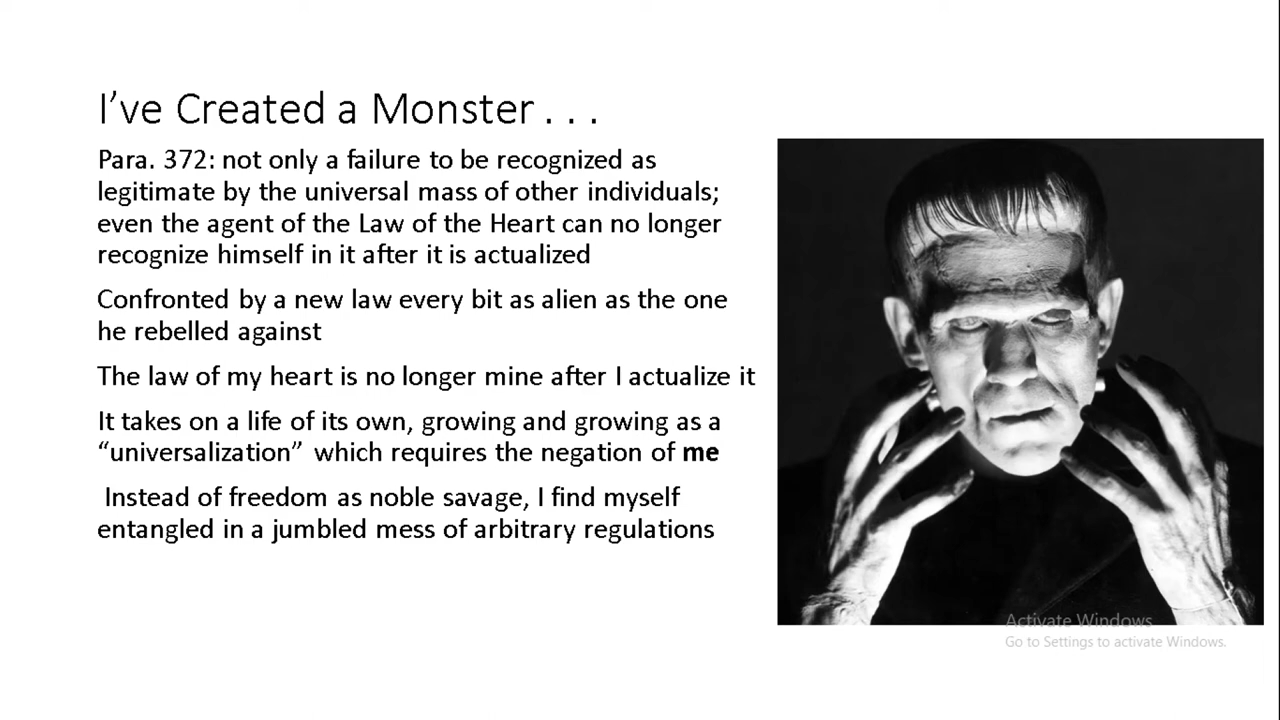 I’ve Created a Monster . . .
Para. 372: not only a failure to be recognized as
legitimate by the universal mass of other individuals;
even the agent of the Law of the Heart can no longer
recognize himself in it after it is actualized
Confronted by a new law every bit as alien as the one
he rebelled against
The law of my heart is no longer mine after I actualize it
It takes on a life of its own, growing and growing as a
“universalization” which requires the negation of me
Instead of freedom as noble savage, I find myself
entangled in a jumbled mess of arbitrary regulations
Activate Windows
Go to Settings to activate Windows.